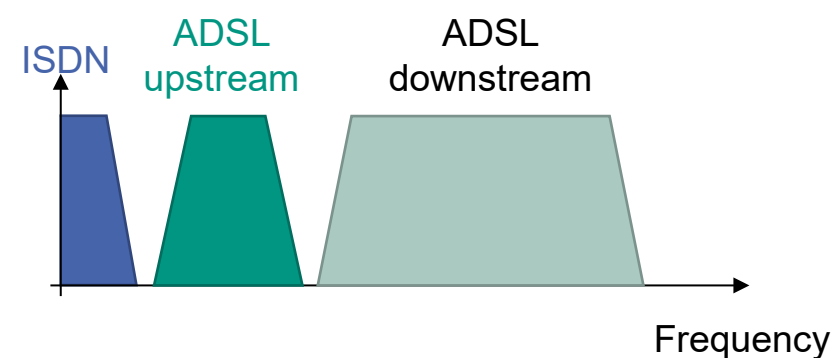 ISDN
ADSL
upstream
ADSL
downstream
Frequency